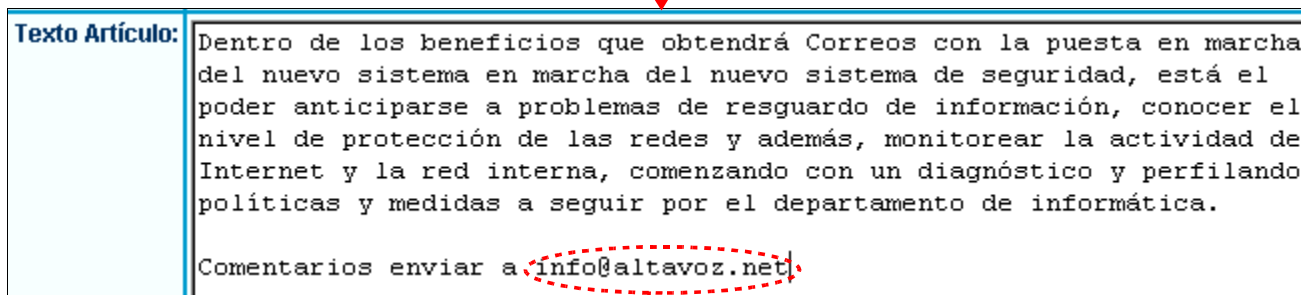 Texto Artículo:
Dentro de los beneficios que obtendrá Correos con la puesta en marcha
del nuevo sistema en marcha del nuevo sistema de seguridad, está el
poder anticiparse a problemas de resguardo de información, conocer el
nivel de protección de las redes y además, monitorear la actividad de
Internet y la red interna, comenzando con un diagnóstico y perfilando
políticas y medidas a seguir por el departamento de informática.
Comentarios enviar a info@altavoz.net